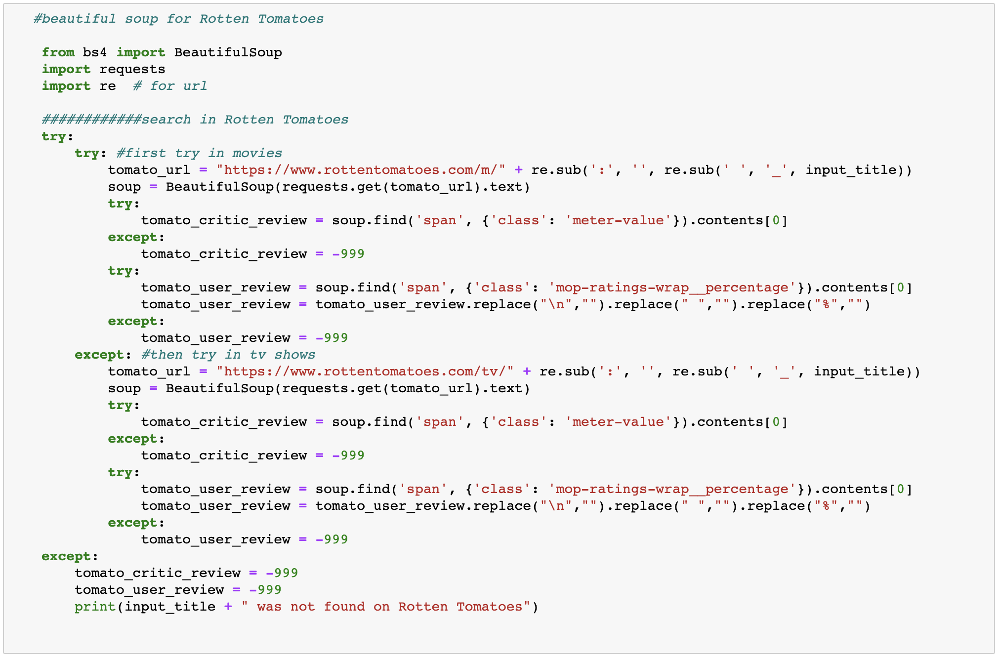 #beautiful soup for Rotten Tomatoes
from bs4 import BeautifulSoup
import requests
import re  # for url
############search in Rotten Tomatoes
try:
    try: #first try in movies
        tomato_url = "https://www.rottentomatoes.com/m/" + re.sub(':', '', re.sub(' ', '_', input_title))
        soup = BeautifulSoup(requests.get(tomato_url).text)
        try:
            tomato_critic_review = soup.find('span', {'class': 'meter-value'}).contents[0]
        except:
            tomato_critic_review = -999
        try:
            tomato_user_review = soup.find('span', {'class': 'mop-ratings-wrap__percentage'}).contents[0]
            tomato_user_review = tomato_user_review.replace("\n","").replace(" ","").replace("%","")
        except:
            tomato_user_review = -999
    except: #then try in tv shows
        tomato_url = "https://www.rottentomatoes.com/tv/" + re.sub(':', '', re.sub(' ', '_', input_title))
        soup = BeautifulSoup(requests.get(tomato_url).text)
        try:
            tomato_critic_review = soup.find('span', {'class': 'meter-value'}).contents[0]
        except:
            tomato_critic_review = -999
        try:
            tomato_user_review = soup.find('span', {'class': 'mop-ratings-wrap__percentage'}).contents[0]
            tomato_user_review = tomato_user_review.replace("\n","").replace(" ","").replace("%","")
        except:
            tomato_user_review = -999
except:
    tomato_critic_review = -999
    tomato_user_review = -999
    print(input_title + " was not found on Rotten Tomatoes")